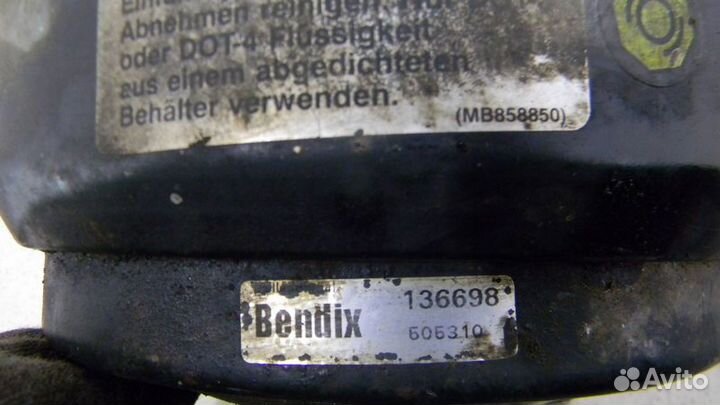 Abnehmen reinigen.
oder DOT-4 Flüssigkeit
aus einem abgedichteten
Behälter verwenden.
(MB858850)
Bendix 136698
505310
Avito